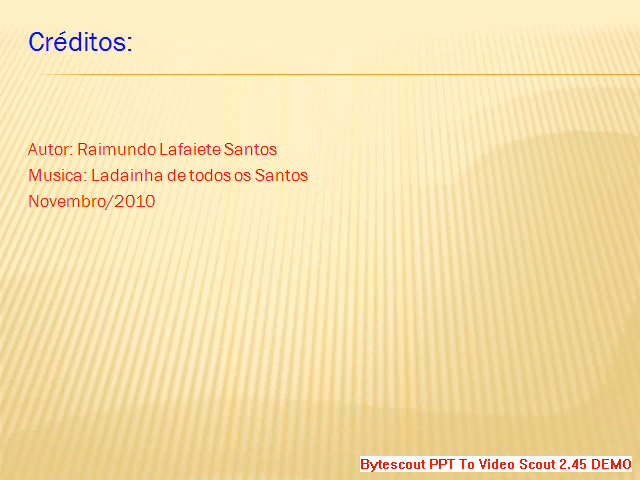 Créditos:
Autor: Raimundo Lafaiete Santos
Musica: Ladainha de todos os Santos
Novembro/2010
Bytescout PPT To Video Scout 2.45 DEMO